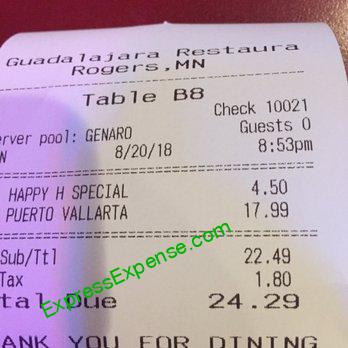 Guadalajara Restaura
Rogers,MN
Table B8
Check 10021
erver pool: GENARO Guests 0
N 8/20/18 8:53pm
HAPPY H SPECIAL 4.50
PUERTO VALLARTA 17.99
Sub/Ttl 22.49
Tax 1.80
tal Due 24.29
ANK YOU FOR DINING
ExpressExpense.com